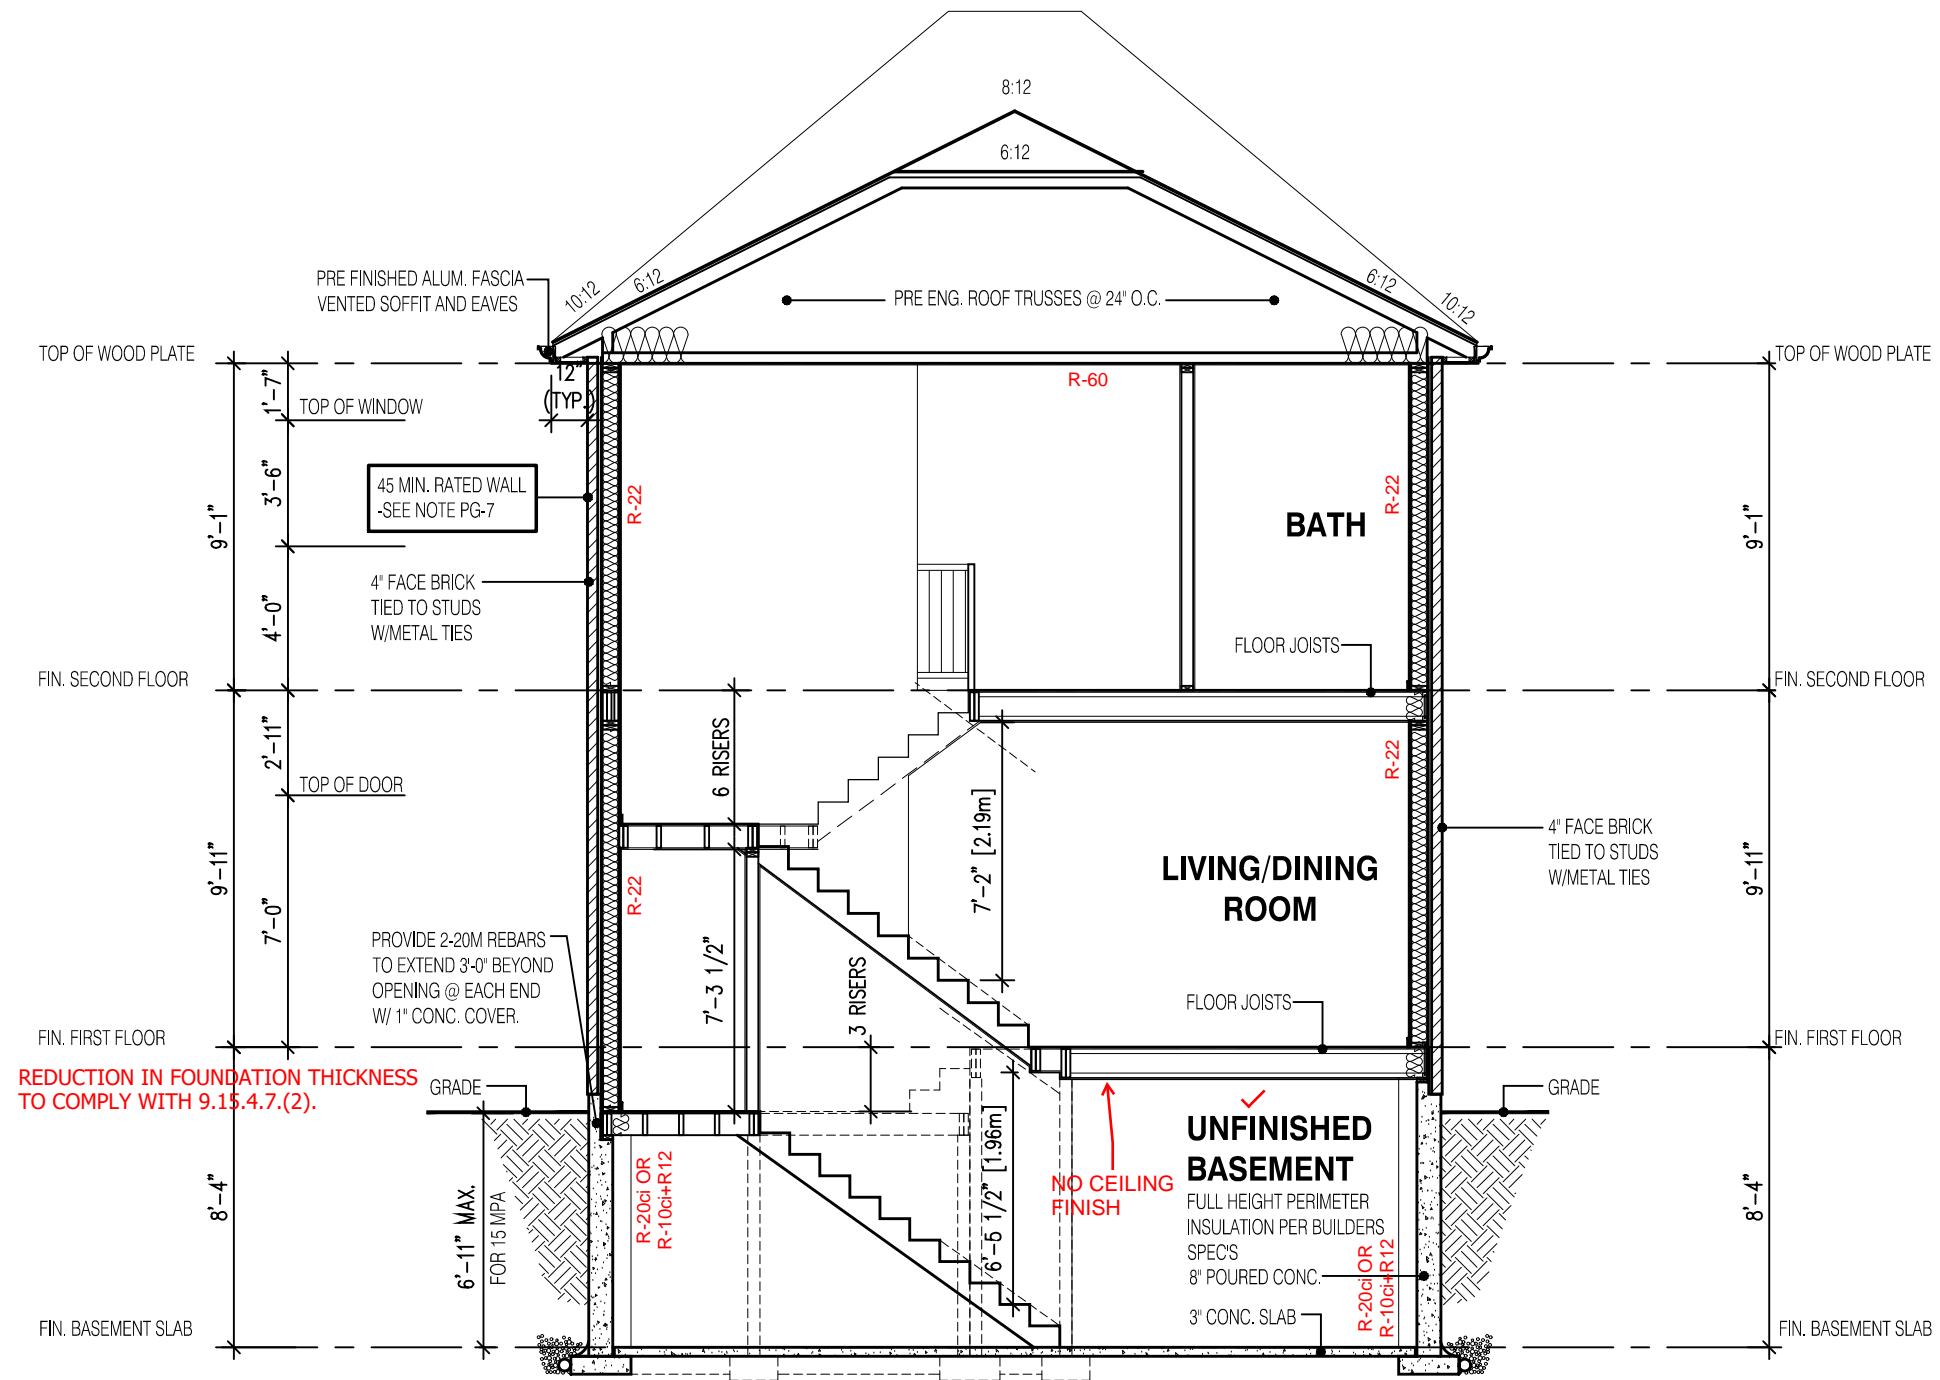 8:12
6:12
PRE FINISHED ALUM. FASCIA
VENTED SOFFIT AND EAVES
10:12
6:12
PRE ENG. ROOF TRUSSES @ 24" O.C.
6:12
10:12
TOP OF WOOD PLATE
TOP OF WOOD PLATE
12"
(TYP.)
R-60
1'-7"
TOP OF WINDOW
3'-6"
45 MIN. RATED WALL
-SEE NOTE PG-7
R-22
R-22
BATH
9'-1"
9'-1"
4" FACE BRICK
TIED TO STUDS
W/METAL TIES
4'-0"
FLOOR JOISTS
FIN. SECOND FLOOR
FIN. SECOND FLOOR
2'-11"
6 RISERS
R-22
TOP OF DOOR
7'-2" [2.19m]
LIVING/DINING
ROOM
4" FACE BRICK
TIED TO STUDS
W/METAL TIES
9'-11"
9'-11"
R-22
7'-0"
PROVIDE 2-20M REBARS
TO EXTEND 3'-0" BEYOND
OPENING @ EACH END
W/ 1" CONC. COVER.
7'-3 1/2"
3 RISERS
FLOOR JOISTS
FIN. FIRST FLOOR
FIN. FIRST FLOOR
REDUCTION IN FOUNDATION THICKNESS
TO COMPLY WITH 9.15.4.7.(2).
GRADE
GRADE
UNFINISHED
BASEMENT
NO CEILING
FINISH
FULL HEIGHT PERIMETER
INSULATION PER BUILDERS
SPEC'S
8" POURED CONC.
3" CONC. SLAB
R-20ci OR
R-10ci+R12
R-20ci OR
R-10ci+R12
6'-5 1/2" [1.96m]
8'-4"
8'-4"
6'-11" MAX.
FOR 15 MPA
FIN. BASEMENT SLAB
FIN. BASEMENT SLAB